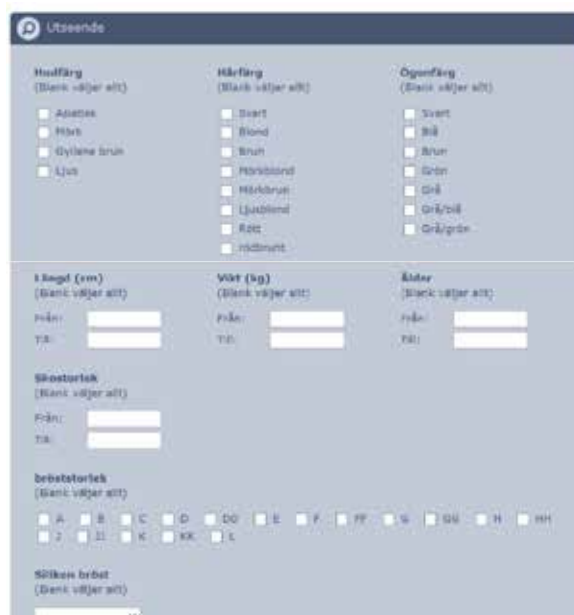 Utseende
Hudfärg
(Blank väljer allt)
Asiatisk
Mörk
Gyllene brun
Ljus
Hårfärg
(Blank väljer allt)
Svart
Blond
Brun
Mörkblond
Mörkbrun
Ljusblond
Rött
rödbrunt
Ögonfärg
(Blank väljer allt)
Svart
Blå
Brun
Grön
Grå
Grå/blå
Grå/grön
Längd (cm)
(Blank väljer allt)
Från:
Till:
Vikt (kg)
(Blank väljer allt)
Från:
Till:
Ålder
(Blank väljer allt)
Från:
Till:
Skostorlek
(Blank väljer allt)
Från:
Till:
bröststorlek
(Blank väljer allt)
A B C D DD E F FF G GG H HH
J JJ K KK L
Silikon bröst
(Blank väljer allt)